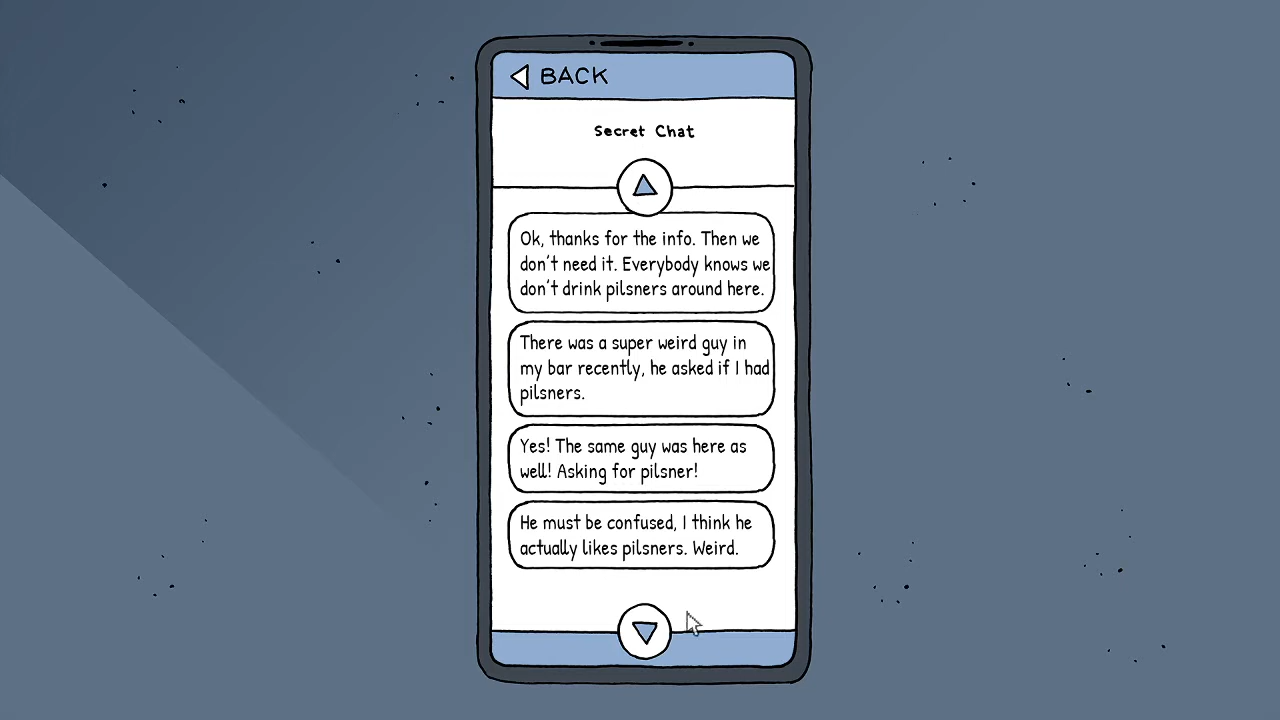 BACK
Secret Chat
Ok, thanks for the info. Then we
don't need it. Everybody knows we
don't drink pilsners around here.
There was a super weird guy in
my bar recently, he asked if I had
pilsners.
Yes! The same guy was here as
well! Asking for pilsner!
He must be confused, I think he
actually likes pilsners. Weird.